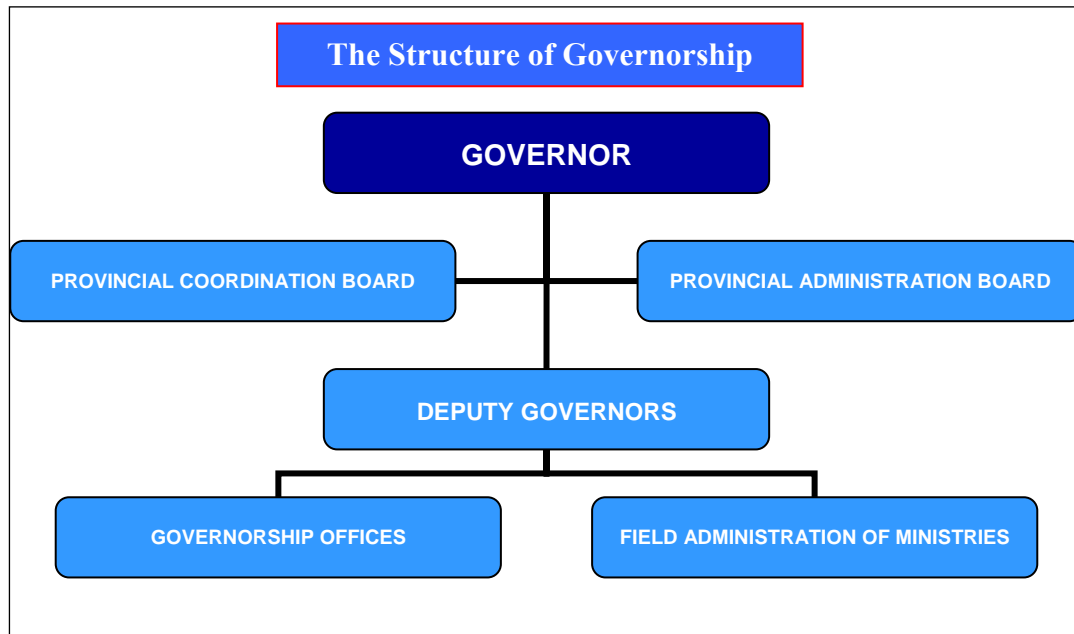 The Structure of Governorship
GOVERNOR
PROVINCIAL COORDINATION BOARD
PROVINCIAL ADMINISTRATION BOARD
DEPUTY GOVERNORS
GOVERNORSHIP OFFICES
FIELD ADMINISTRATION OF MINISTRIES